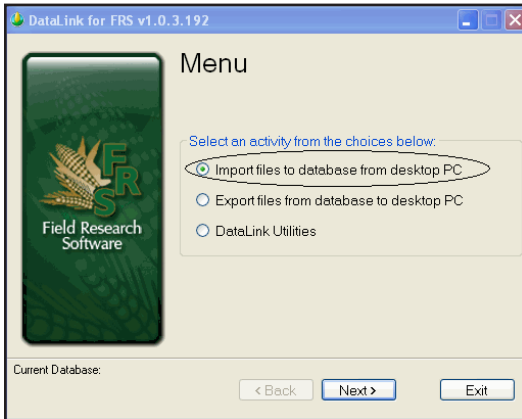 DataLink for FRS v1.0.3.192
Menu
Select an activity from the choices below:
Import files to database from desktop PC
Export files from database to desktop PC
DataLink Utilities
FRS
Field Research
Software
Current Database:
< Back
Next >
Exit